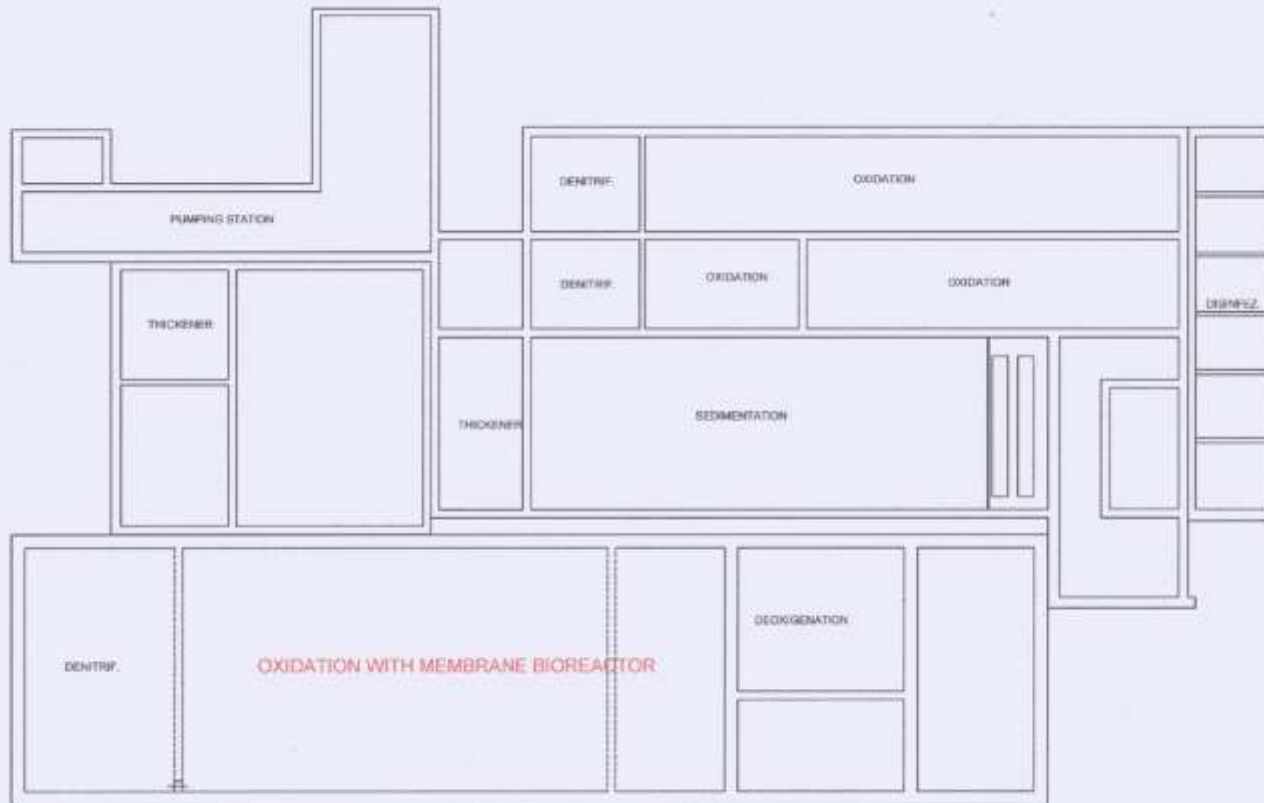 DENITRIF.
OXIDATION
PUMPING STATION
DENITRIF.
OXIDATION
OXIDATION
DISINFEZ.
THICKENER
THICKENER
SEDIMENTATION
DEOXIGENATION
DENITRIF.
OXIDATION WITH MEMBRANE BIOREACTOR